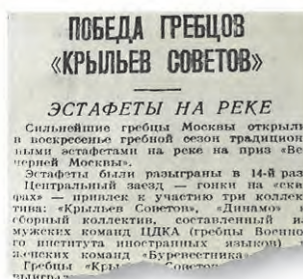 ПОБЕДА ГРЕБЦОВ
«КРЫЛЬЕВ СОВЕТОВ»
ЭСТАФЕТЫ НА РЕКЕ
Сильнейшие гребцы Москвы открыли
в воскресенье гребной сезон традицион
ными эстафетами на реке на приз «Ве
черней Москвы».
Эстафеты были разыграны в 14-й раз
Центральный заезд — гонки на «ски
фах» — привлек к участию три коллек
тива: «Крыльев Советов», «Динамо» и
сборный коллектив, составленный и
мужских команд ЦДКА (гребцы Военно
го института иностранных языков)
женских команд «Буревестника»
Гребцы «Кры Советов»